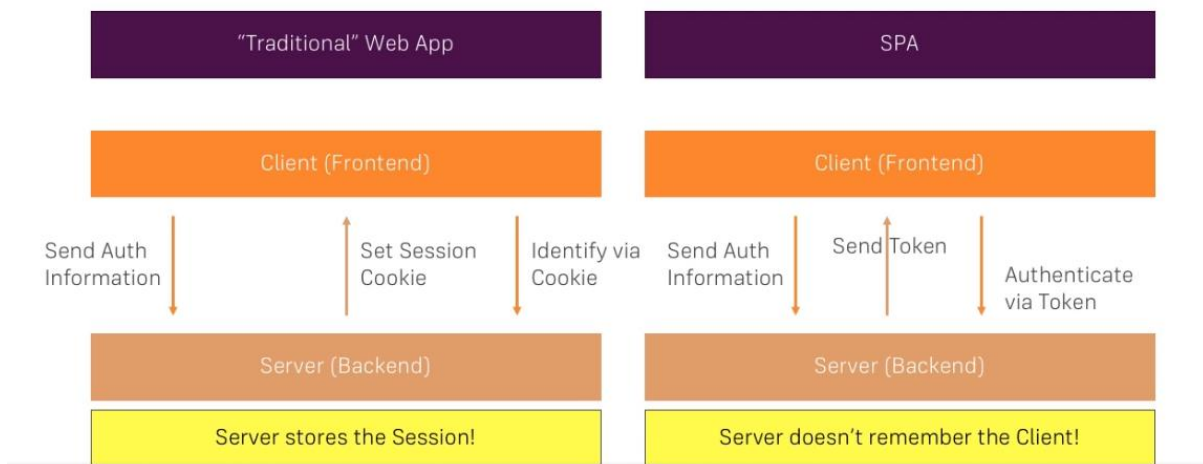 "Traditional" Web App
SPA
Client (Frontend)
Client (Frontend)
Send Auth
Information
Set Session
Cookie
Identify via
Cookie
Send Auth
Information
Send Token
Authenticate
via Token
Server (Backend)
Server (Backend)
Server stores the Session!
Server doesn't remember the Client!